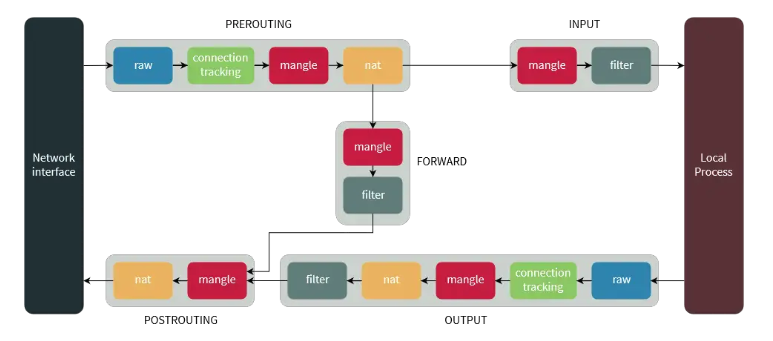 PREROUTING
INPUT
raw
connection
tracking
mangle
nat
mangle
filter
Network
interface
mangle
filter
FORWARD
Local
Process
nat
mangle
filter
nat
mangle
connection
tracking
raw
POSTROUTING
OUTPUT